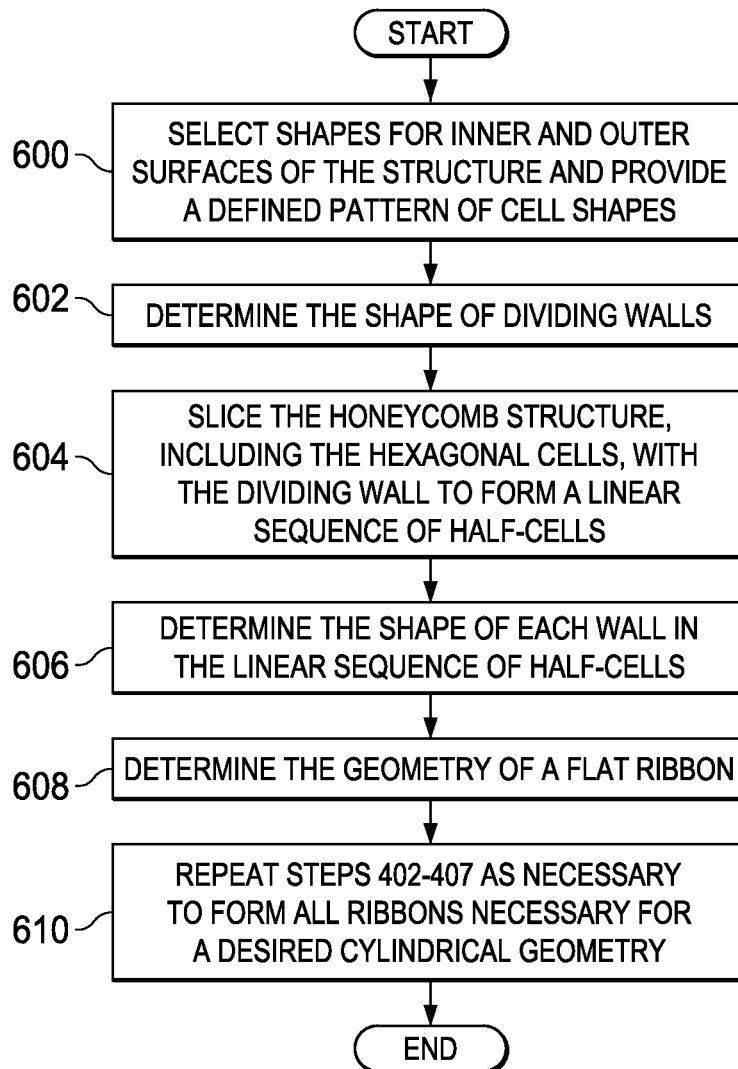 START
600
SELECT SHAPES FOR INNER AND OUTER
SURFACES OF THE STRUCTURE AND PROVIDE
A DEFINED PATTERN OF CELL SHAPES
602
DETERMINE THE SHAPE OF DIVIDING WALLS
604
SLICE THE HONEYCOMB STRUCTURE,
INCLUDING THE HEXAGONAL CELLS, WITH
THE DIVIDING WALL TO FORM A LINEAR
SEQUENCE OF HALF-CELLS
606
DETERMINE THE SHAPE OF EACH WALL IN
THE LINEAR SEQUENCE OF HALF-CELLS
608
DETERMINE THE GEOMETRY OF A FLAT RIBBON
610
REPEAT STEPS 402-407 AS NECESSARY
TO FORM ALL RIBBONS NECESSARY FOR
A DESIRED CYLINDRICAL GEOMETRY
END